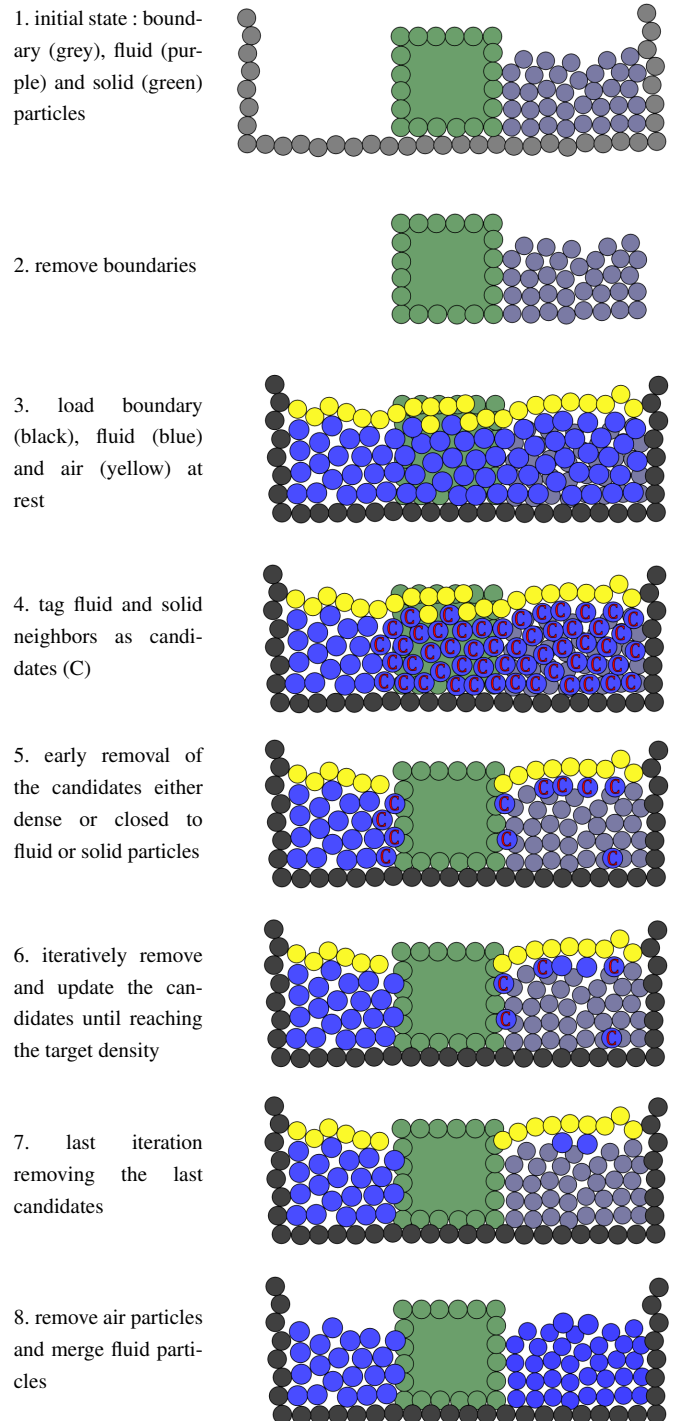 1. initial state : bound-
ary (grey), fluid (pur-
ple) and solid (green)
particles
2. remove boundaries
3. load boundary
(black), fluid (blue)
and air (yellow) at
rest
4. tag fluid and solid
neighbors as candi-
dates (C)
5. early removal of
the candidates either
dense or closed to
fluid or solid particles
6. iteratively remove
and update the can-
didates until reaching
the target density
7. last iteration
removing the last
candidates
8. remove air particles
and merge fluid parti-
cles